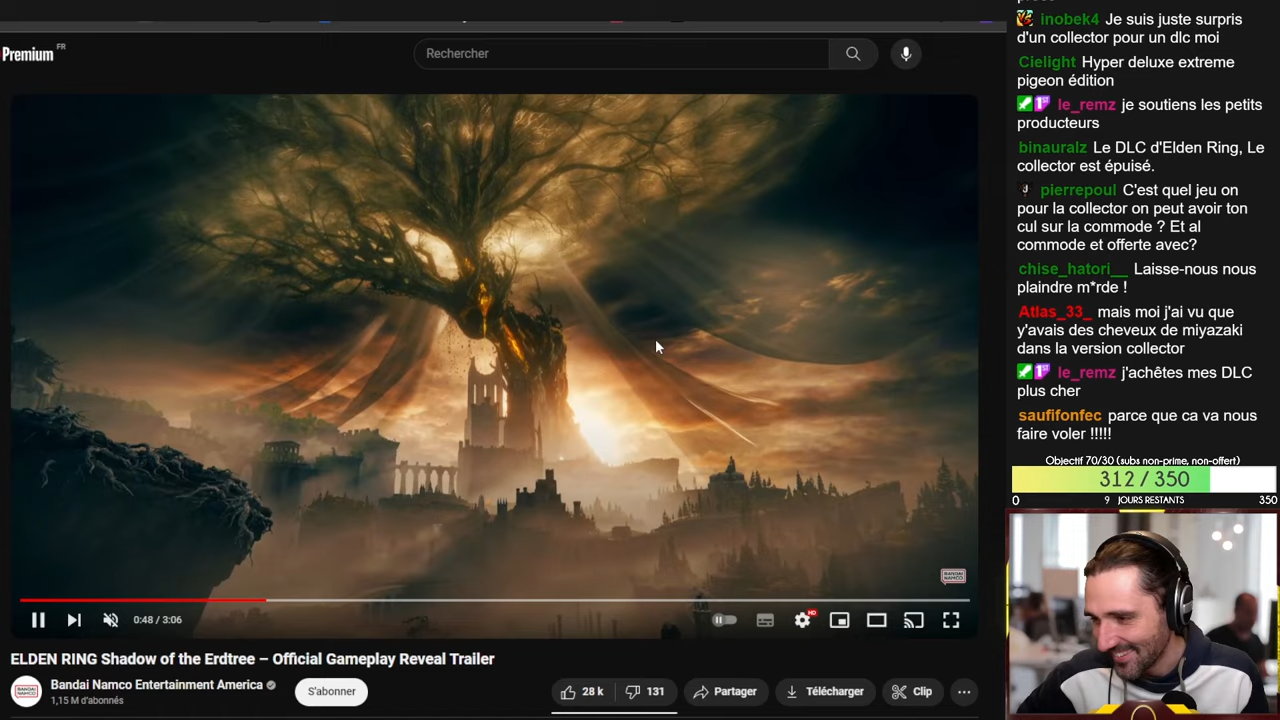 Premium FR
Rechercher
inobek4 Je suis juste surpris
d'un collector pour un dlc moi
Cielight Hyper deluxe extreme
pigeon édition
le_remz je soutiens les petits
producteurs
binauralz Le DLC d'Elden Ring, Le
collector est épuisé.
pierrepoul C'est quel jeu on
pour la collector on peut avoir ton
cul sur la commode ? Et al
commode et offerte avec?
chise_hatori__ Laisse-nous nous
plaindre m*rde !
Atlas_33_ mais moi j'ai vu que
y'avais des cheveux de miyazaki
dans la version collector
le_remz j'achêtes mes DLC
plus cher
saufifonfec parce que ca va nous
faire voler !!!!!
Objectif 70/30 (subs non-prime, non-offert)
312 / 350
0 9 JOURS RESTANTS 350
BANDAI NAMCO
HD
0:48 / 3:06
ELDEN RING Shadow of the Erdtree – Official Gameplay Reveal Trailer
Bandai Namco Entertainment America
1,15 M d'abonnés
S'abonner
28 k
131
Partager
Télécharger
Clip